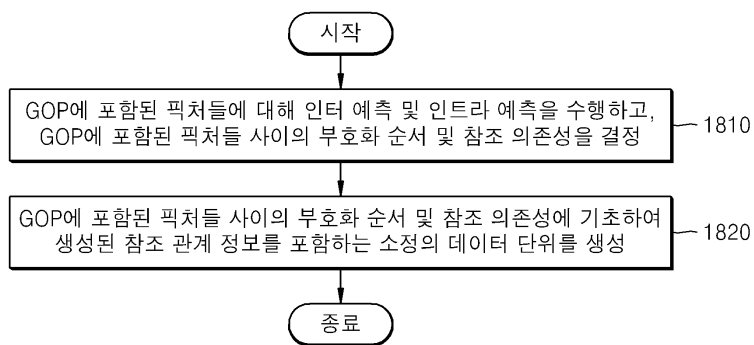 시작
GOP에 포함된 픽처들에 대해 인터 예측 및 인트라 예측을 수행하고,
GOP에 포함된 픽처들 사이의 부호화 순서 및 참조 의존성을 결정
1810
GOP에 포함된 픽처들 사이의 부호화 순서 및 참조 의존성에 기초하여
생성된 참조 관계 정보를 포함하는 소정의 데이터 단위를 생성
1820
종료